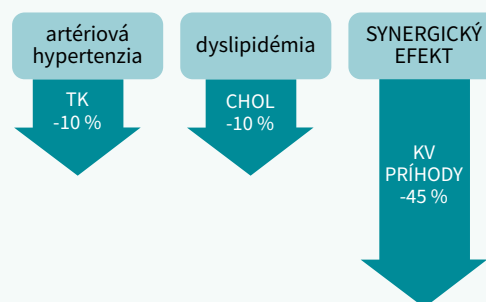 artériová
hypertenzia
TK
-10 %
dyslipidémia
CHOL
-10 %
SYNERGICKÝ
EFEKT
KV
PRÍHODY
-45 %